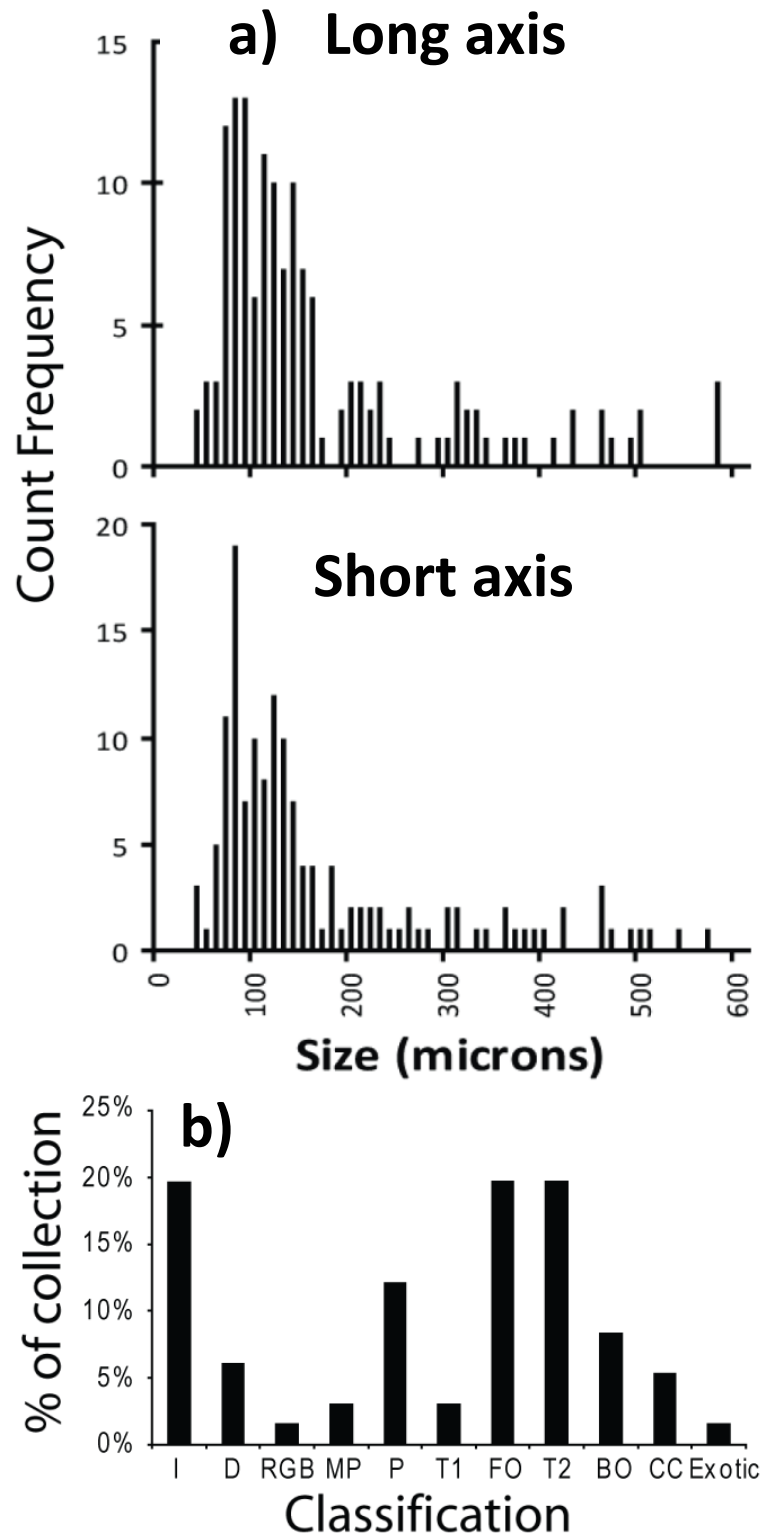 a) Long axis
15
10
5
0
Count Frequency
Short axis
20
15
10
5
0
0 100 200 300 400 500 600
Size (microns)
b)
25%
20%
15%
10%
5%
0%
% of collection
I D RGB MP P T1 FO T2 BO CC Exotic
Classification